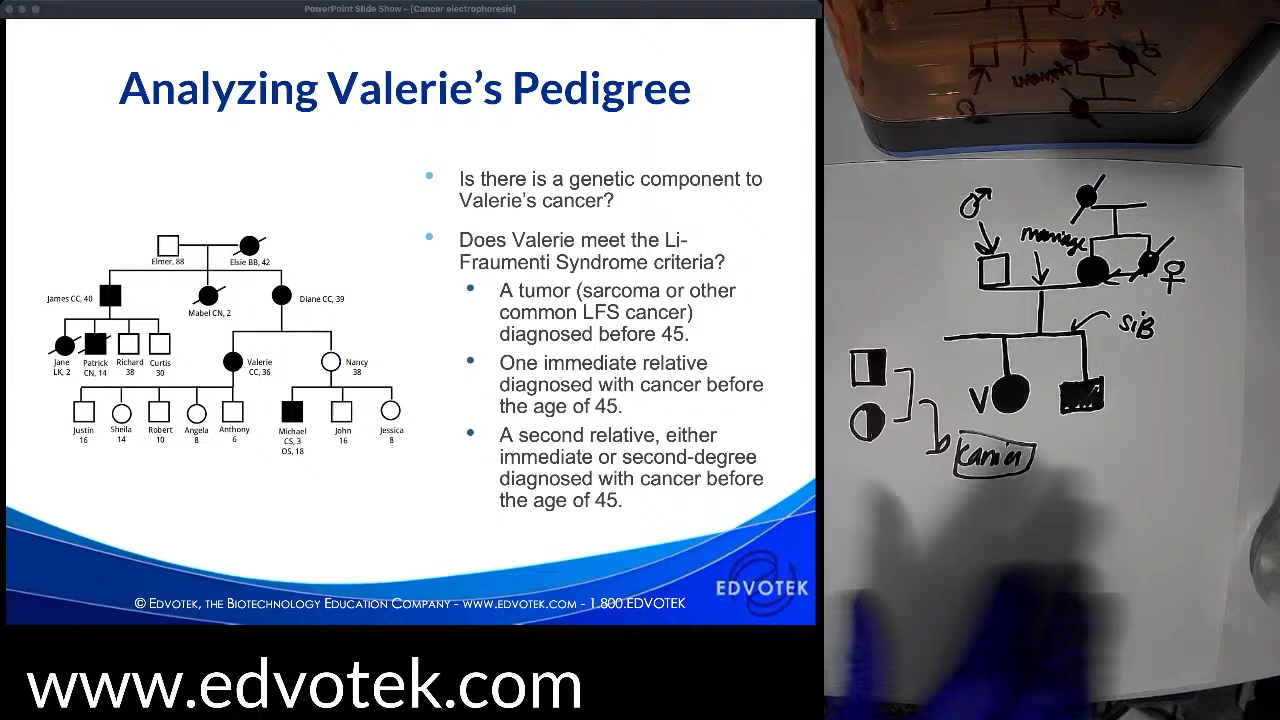 PowerPoint Slide Show - [Cancer electrophoresis]
Analyzing Valerie's Pedigree
Is there is a genetic component to
Valerie's cancer?
Does Valerie meet the Li-
Fraumenti Syndrome criteria?
A tumor (sarcoma or other
common LFS cancer)
diagnosed before 45.
One immediate relative
diagnosed with cancer before
the age of 45.
A second relative, either
immediate or second-degree
diagnosed with cancer before
the age of 45.
Elmer, 88
Elsie BB, 42
James CC, 40
Mabel CN, 2
Diane CC, 39
Jane
LK, 2
Patrick
CN, 14
Richard
38
Curtis
30
Valerie
CC, 36
Nancy
38
Justin
16
Sheila
14
Robert
10
Angela
8
Anthony
6
Michael
CS, 3
OS, 18
John
16
Jessica
8
EDVOTEK
© EDVOTEK, THE BIOTECHNOLOGY EDUCATION COMPANY - WWW.EDVOTEK.COM - 1.800.EDVOTEK
www.edvotek.com
♂
marriage
♀
SiB
V
carrier